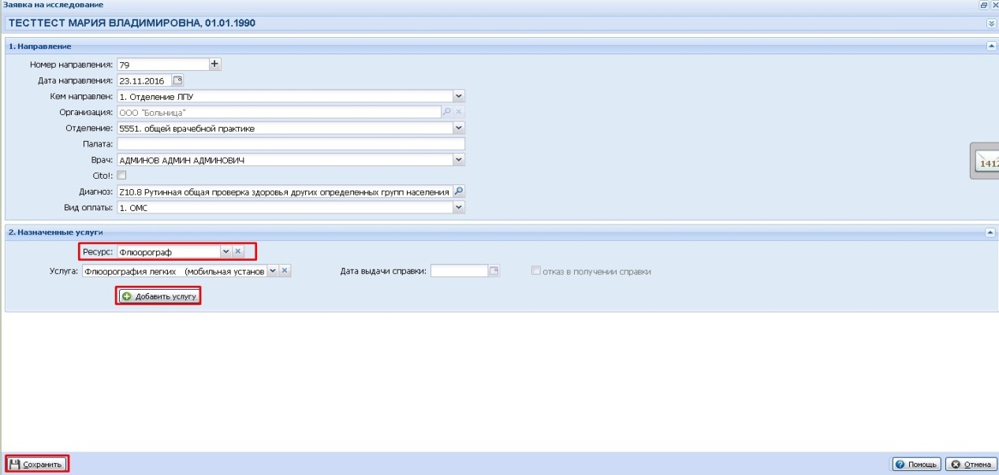 Заявка на исследование
ТЕСТТЕСТ МАРИЯ ВЛАДИМИРОВНА, 01.01.1990
1. Направление
Номер направления: 79
Дата направления: 23.11.2016
Кем направлен: 1. Отделение ЛПУ
Организация: ООО "Больница"
Отделение: 5551. общей врачебной практике
Палата:
Врач: АДМИНОВ АДМИН АДМИНОВИЧ
Cito!:
Диагноз: Z10.8 Рутинная общая проверка здоровья других определенных групп населения
Вид оплаты: 1. ОМС
1412
2. Назначенные услуги
Ресурс: Флюорограф
Услуга: Флюорография легких (мобильная установ Дата выдачи справки: отказ в получении справки
Добавить услугу
Сохранить Помощь Отмена